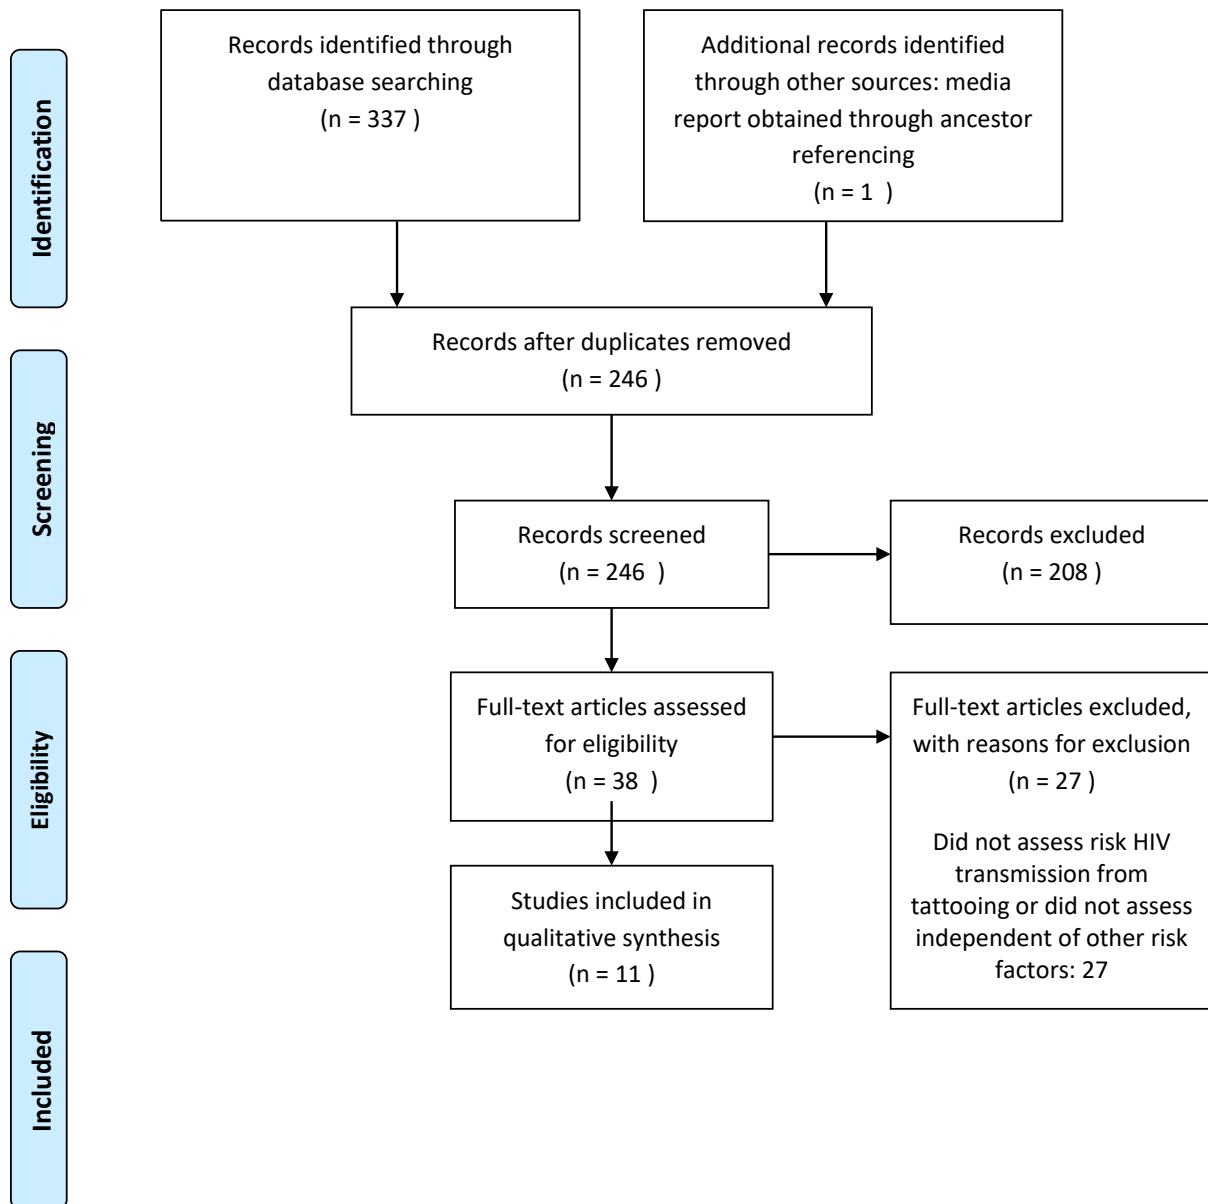 Identification
Records identified through
database searching
(n = 337 )
Additional records identified
through other sources: media
report obtained through ancestor
referencing
(n = 1  )
Records after duplicates removed
(n = 246 )
Screening
Records screened
(n = 246  )
Records excluded
(n = 208 )
Eligibility
Full-text articles assessed
for eligibility
(n = 38  )
Full-text articles excluded,
with reasons for exclusion
(n = 27 )
Did not assess risk HIV
transmission from
tattooing or did not assess
independent of other risk
factors: 27
Included
Studies included in
qualitative synthesis
(n = 11 )